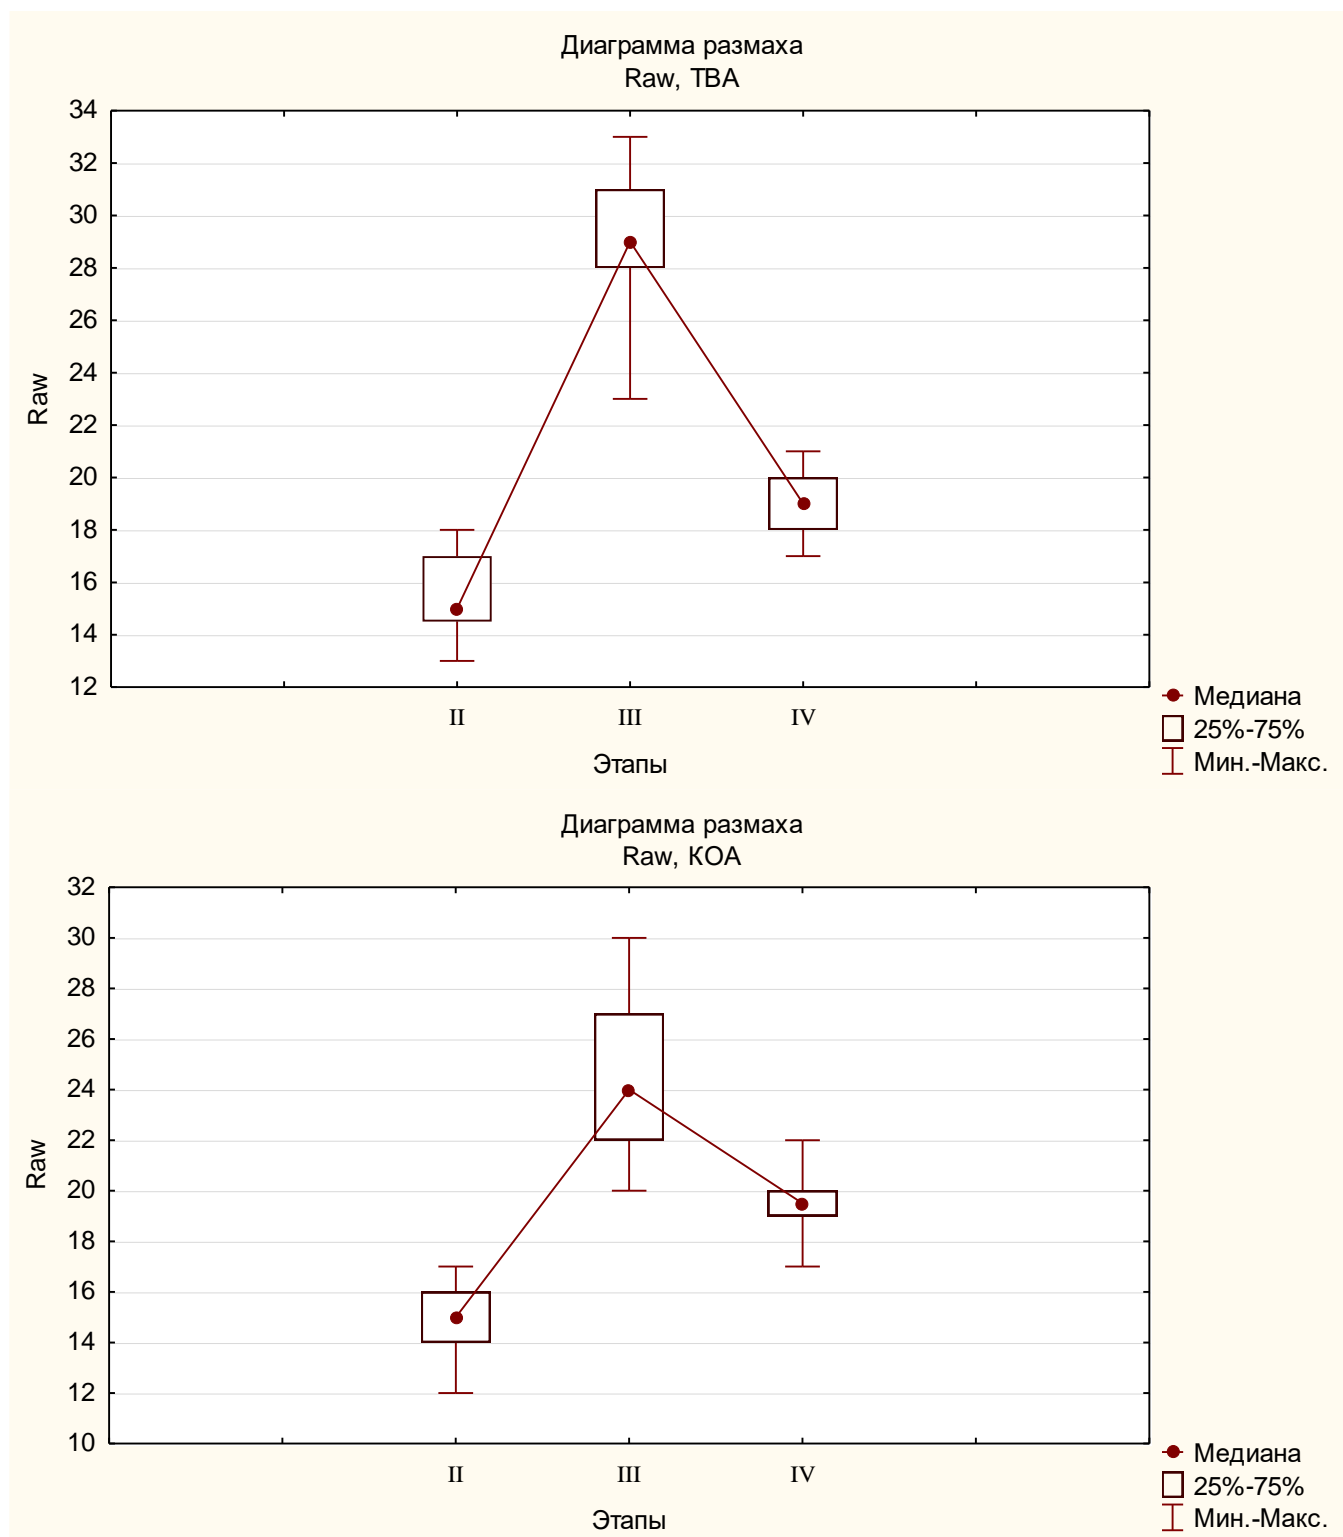 Диаграмма размаха
Raw, ТВА
34
32
30
28
26
24
22
20
18
16
14
12
Raw
II III IV
Этапы
Медиана
25%-75%
Мин.-Макс.
Диаграмма размаха
Raw, КОА
32
30
28
26
24
22
20
18
16
14
12
10
Raw
II III IV
Этапы
Медиана
25%-75%
Мин.-Макс.